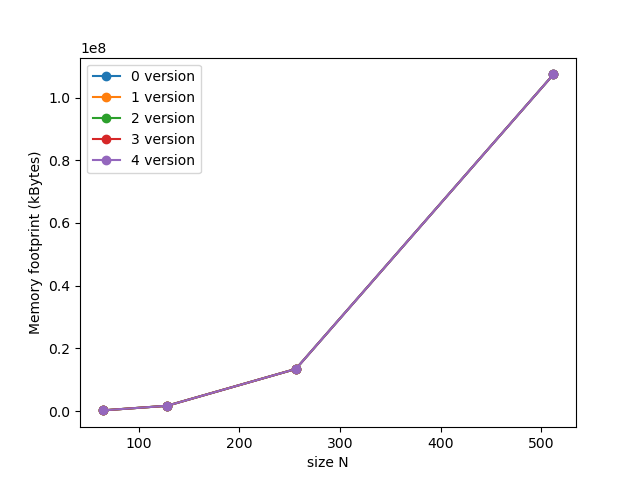 1e8
0 version
1 version
2 version
3 version
4 version
Memory footprint (kBytes)
1.0
0.8
0.6
0.4
0.2
0.0
100 200 300 400 500
size N